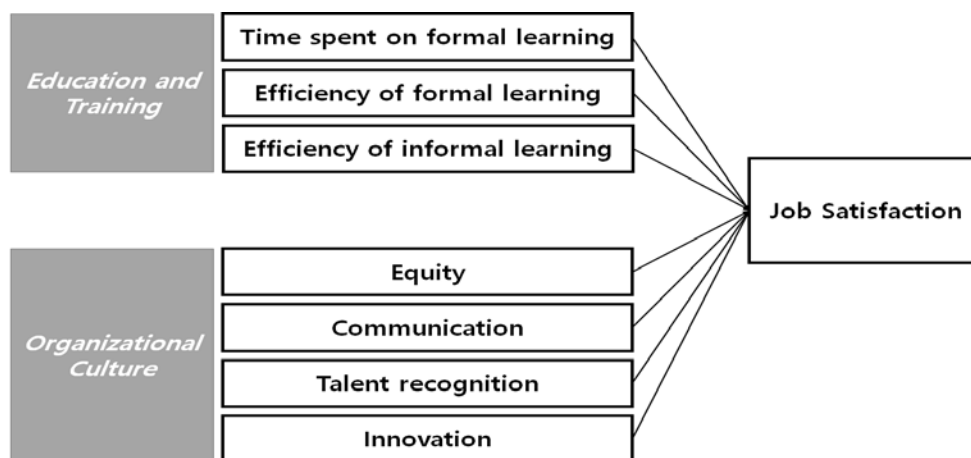 Education and
Training
Time spent on formal learning
Efficiency of formal learning
Efficiency of informal learning
Job Satisfaction
Organizational
Culture
Equity
Communication
Talent recognition
Innovation